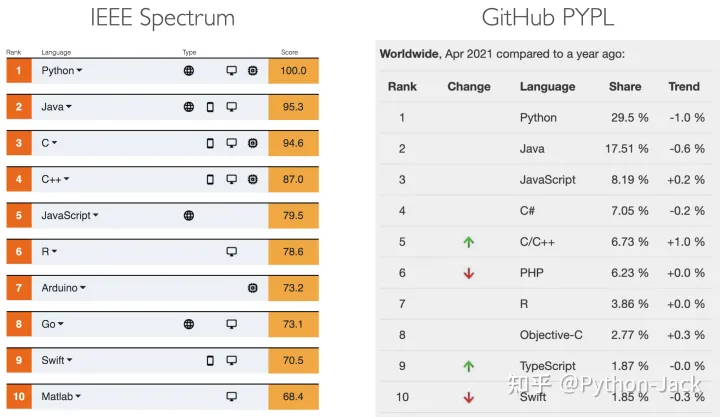 IEEE Spectrum
Rank Language Type Score
1 Python 100.0
2 Java 95.3
3 C 94.6
4 C++ 87.0
5 JavaScript 79.5
6 R 78.6
7 Arduino 73.2
8 Go 73.1
9 Swift 70.5
10 Matlab 68.4
GitHub PYPL
Worldwide, Apr 2021 compared to a year ago:
Rank Change Language Share Trend
1 Python 29.5 % -1.0 %
2 Java 17.51 % -0.6 %
3 JavaScript 8.19 % +0.2 %
4 C# 7.05 % -0.2 %
5 C/C++ 6.73 % +1.0 %
6 PHP 6.23 % +0.0 %
7 R 3.86 % +0.0 %
8 Objective-C 2.77 % +0.3 %
9 TypeScript 1.87 % -0.0 %
10 Swift 1.85 % -0.3 %
知乎 @Python-Jack